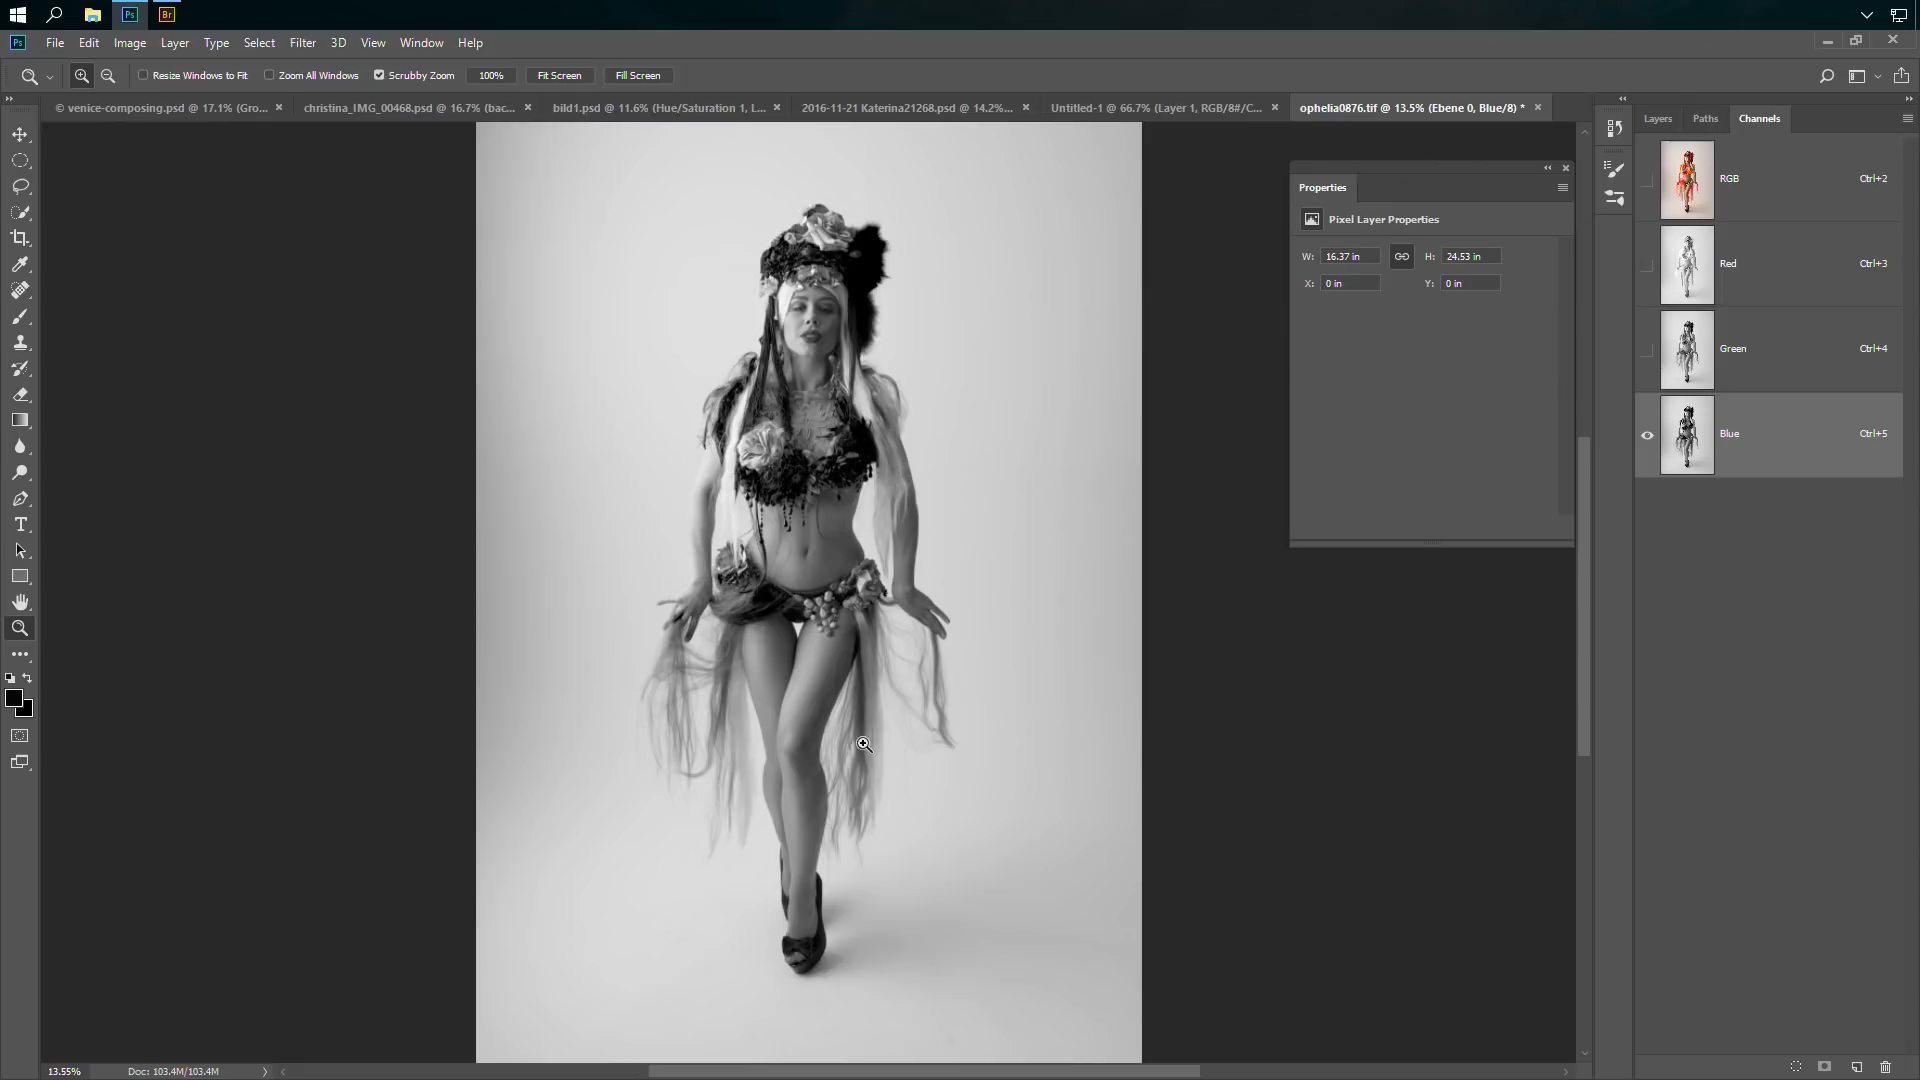 Ps
Br
Ps File Edit Image Layer Type Select Filter 3D View Window Help
Resize Windows to Fit Zoom All Windows Scrubby Zoom 100% Fit Screen Fill Screen
© venice-composing.psd @ 17.1% (Gro... christina_IMG_00468.psd @ 16.7% (bac... bild1.psd @ 11.6% (Hue/Saturation 1, L... 2016-11-21 Katerina21268.psd @ 14.2%... Untitled-1 @ 66.7% (Layer 1, RGB/8#/C... ophelia0876.tif @ 13.5% (Ebene 0, Blue/8) *
Layers Paths Channels
RGB Ctrl+2
Red Ctrl+3
Green Ctrl+4
Blue Ctrl+5
Properties
Pixel Layer Properties
W: 16.37 in H: 24.53 in
X: 0 in Y: 0 in
T
13.55% Doc: 103.4M/103.4M